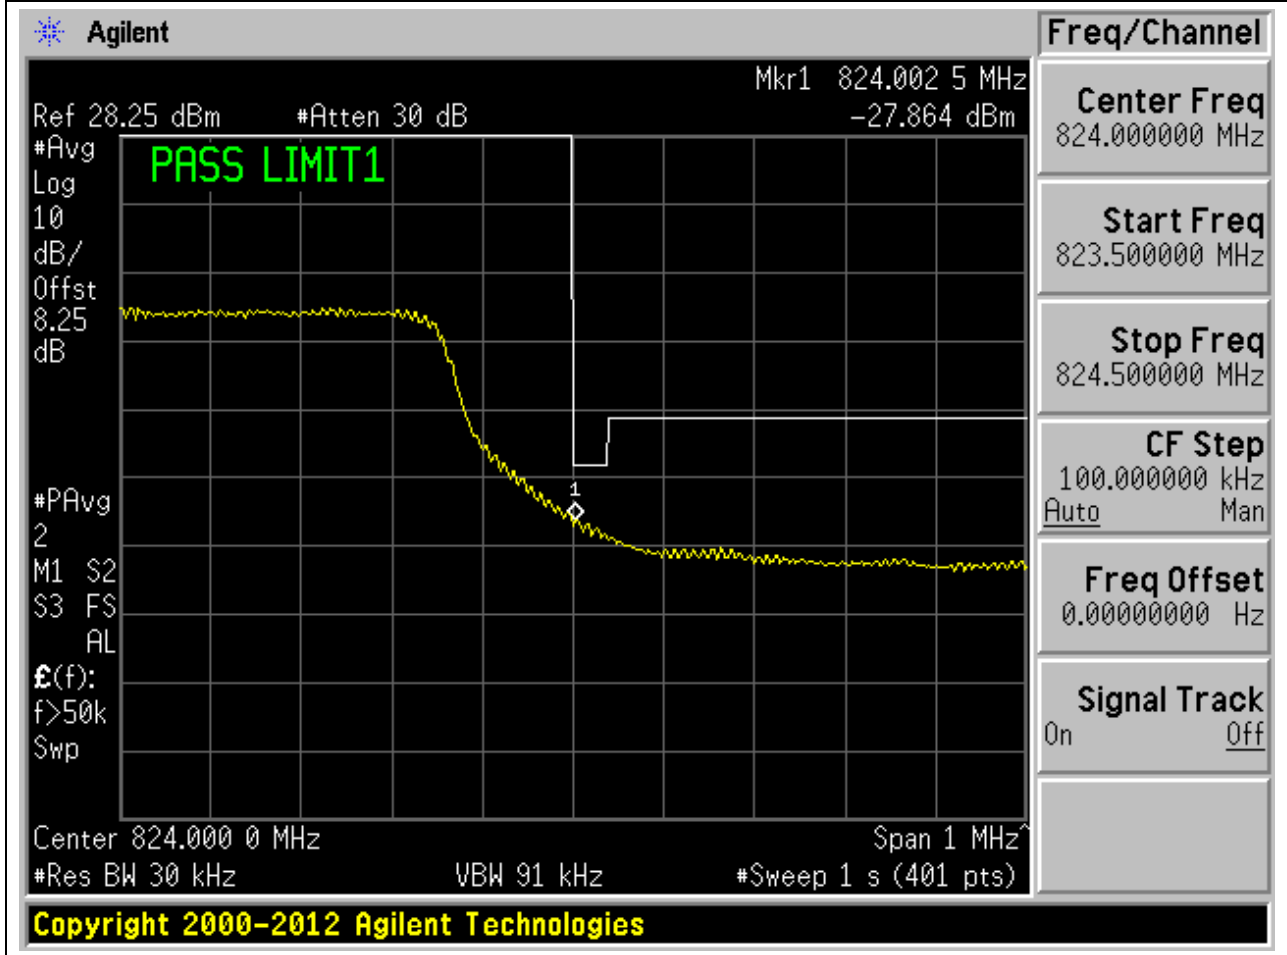 Agilent
Freq/Channel
Mkr1 824.002 5 MHz
Ref 28.25 dBm #Atten 30 dB -27.864 dBm
#Avg
Log
10
dB/
Offst
8.25
dB
PASS LIMIT1
1
#PAvg
2
M1 S2
S3 FS
AL
£(f):
f>50k
Swp
Center 824.000 0 MHz Span 1 MHz^
#Res BW 30 kHz VBW 91 kHz #Sweep 1 s (401 pts)
Copyright 2000-2012 Agilent Technologies
Center Freq
824.000000 MHz
Start Freq
823.500000 MHz
Stop Freq
824.500000 MHz
CF Step
100.000000 kHz
Auto Man
Freq Offset
0.00000000 Hz
Signal Track
On Off